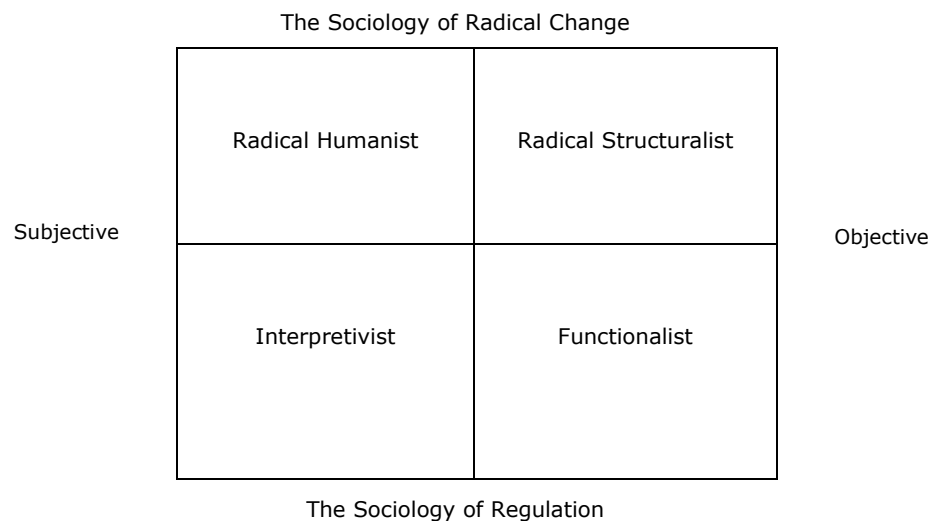 The Sociology of Radical Change
Radical Humanist
Radical Structuralist
Subjective
Objective
Interpretivist
Functionalist
The Sociology of Regulation